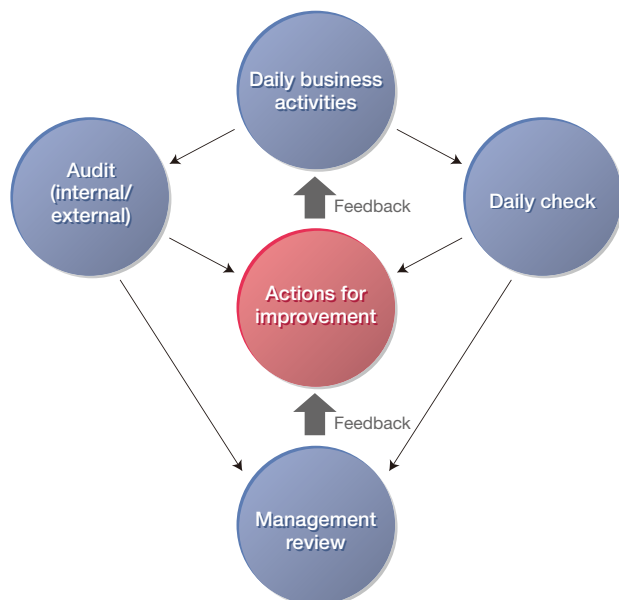 Daily business
activities
Audit
(internal/
external)
Daily check
Feedback
Actions for
improvement
Feedback
Management
review